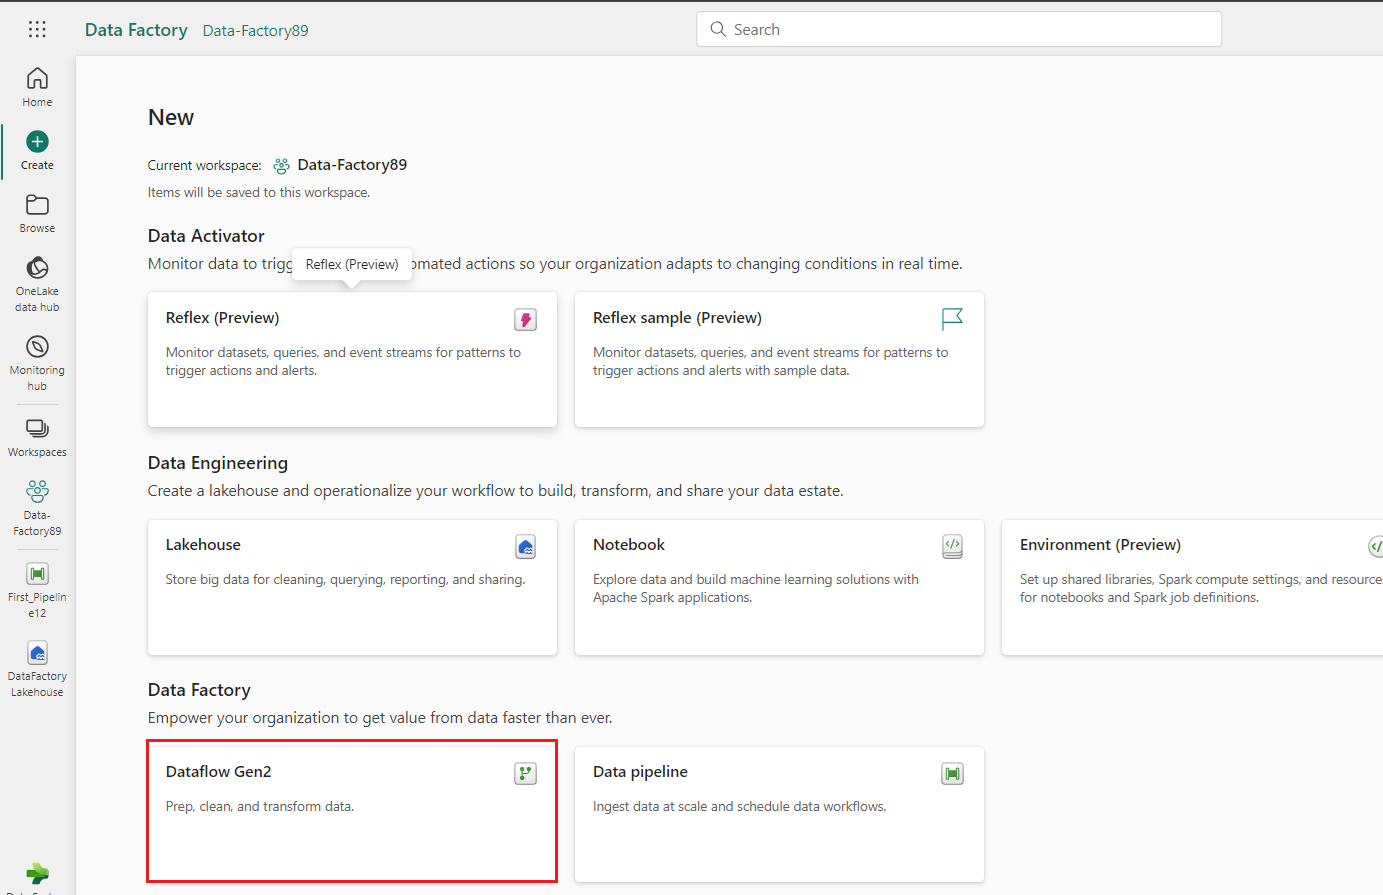 Data Factory Data-Factory89
Search
Home
Create
Browse
OneLake
data hub
Monitoring
hub
Workspaces
Data-
Factory89
First_Pipelin
e12
DataFactory
Lakehouse
New
Current workspace: Data-Factory89
Items will be saved to this workspace.
Data Activator
Monitor data to trigg
Reflex (Preview)
omated actions so your organization adapts to changing conditions in real time.
Reflex (Preview)
Monitor datasets, queries, and event streams for patterns to
trigger actions and alerts.
Reflex sample (Preview)
Monitor datasets, queries, and event streams for patterns to
trigger actions and alerts with sample data.
Data Engineering
Create a lakehouse and operationalize your workflow to build, transform, and share your data estate.
Lakehouse
Store big data for cleaning, querying, reporting, and sharing.
Notebook
Explore data and build machine learning solutions with
Apache Spark applications.
Environment (Preview)
Set up shared libraries, Spark compute settings, and resources
for notebooks and Spark job definitions.
Data Factory
Empower your organization to get value from data faster than ever.
Dataflow Gen2
Prep, clean, and transform data.
Data pipeline
Ingest data at scale and schedule data workflows.